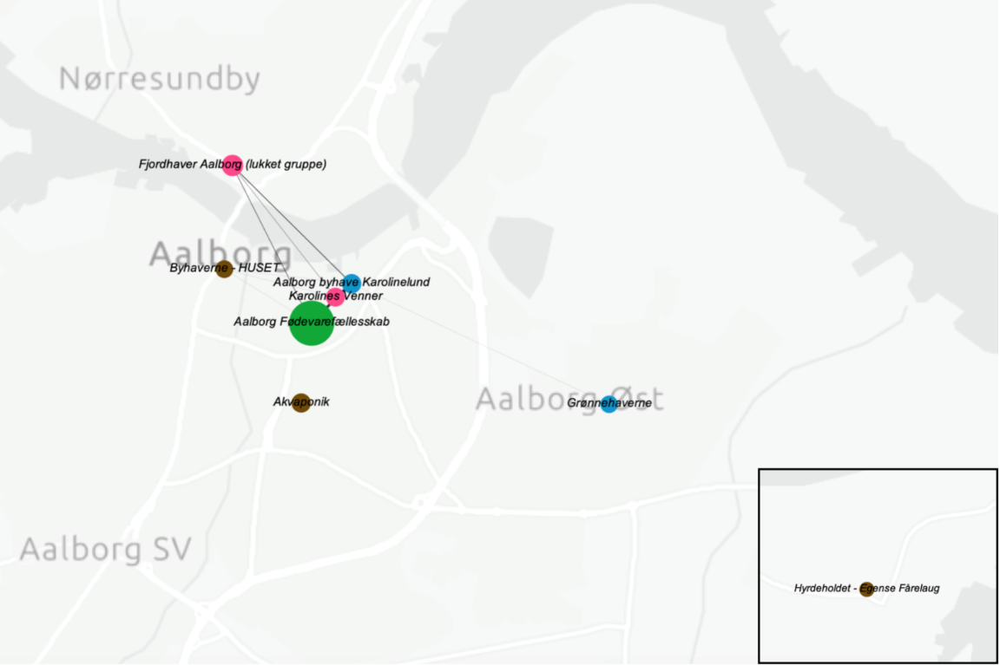 Nørresundby
Fjordhaver Aalborg (lukket gruppe)
Aalborg
Byhaverne - HUSET
Aalborg byhave Karolinelund
Karolines Venner
Aalborg Fødevarefællesskab
Akvaponik
Aalborg Øst
Grønnehaverne
Aalborg SV
Hyrdeholdet - Egense Fårelaug